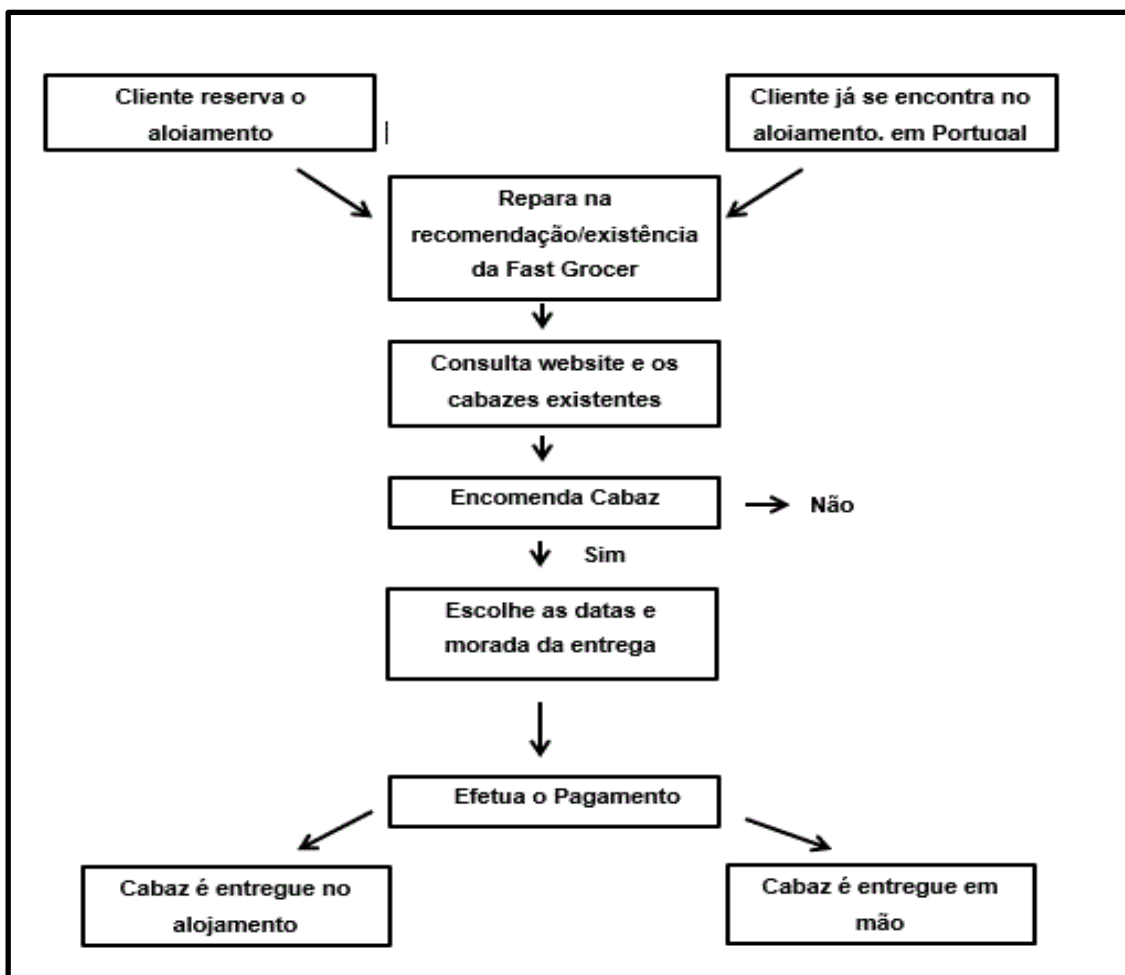 Cliente reserva o
alojamento
Cliente já se encontra no
alojamento, em Portugal
Repara na
recomendação/existência
da Fast Grocer
Consulta website e os
cabazes existentes
Encomenda Cabaz
Não
Sim
Escolhe as datas e
morada da entrega
Efetua o Pagamento
Cabaz é entregue no
alojamento
Cabaz é entregue em
mão